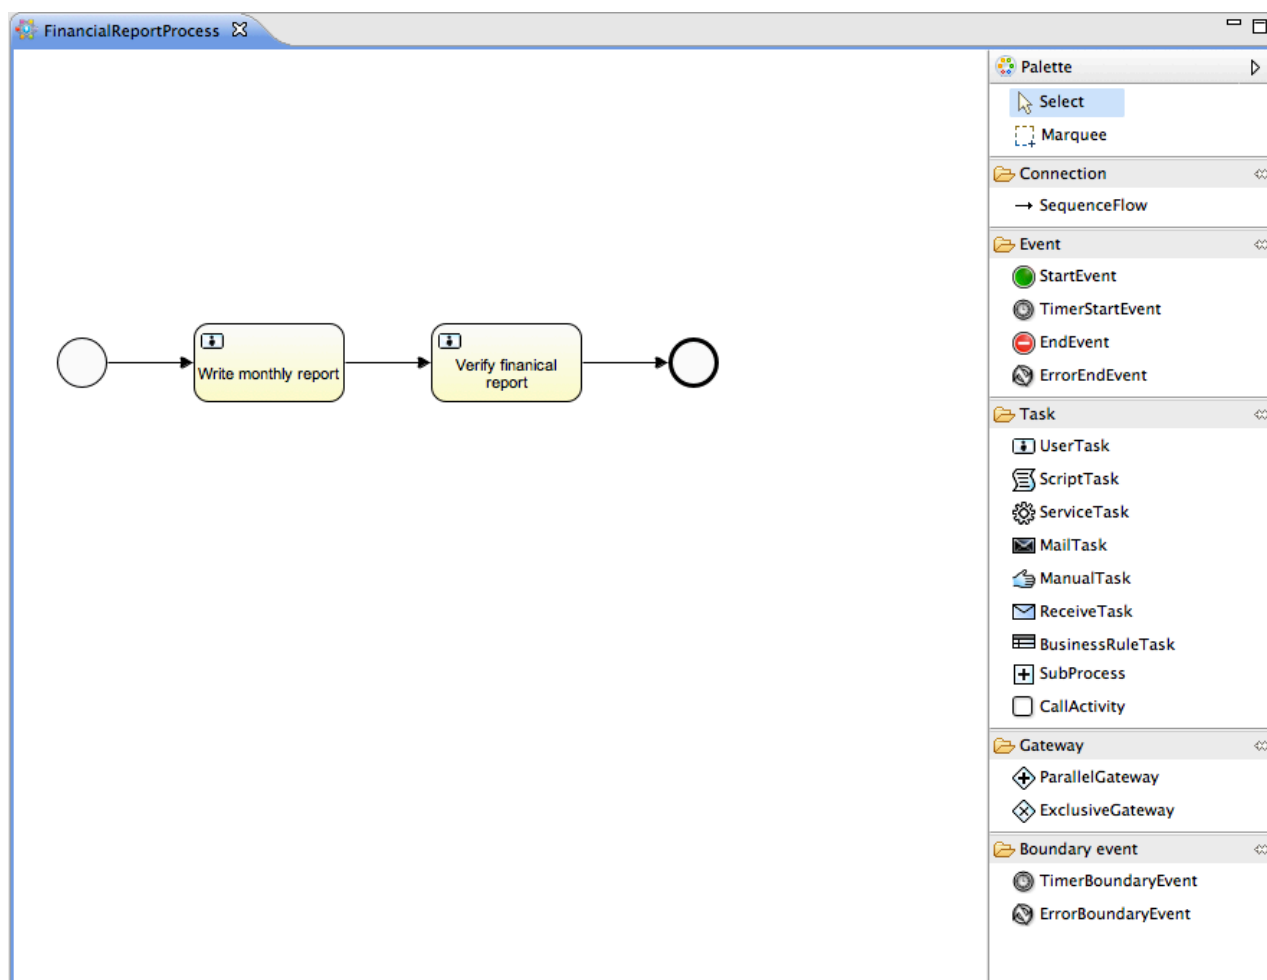 FinancialReportProcess
Palette
Select
Marquee
Connection
SequenceFlow
Event
StartEvent
TimerStartEvent
EndEvent
ErrorEndEvent
Task
UserTask
ScriptTask
ServiceTask
MailTask
ManualTask
ReceiveTask
BusinessRuleTask
SubProcess
CallActivity
Gateway
ParallelGateway
ExclusiveGateway
Boundary event
TimerBoundaryEvent
ErrorBoundaryEvent
Write monthly report
Verify finanical
report